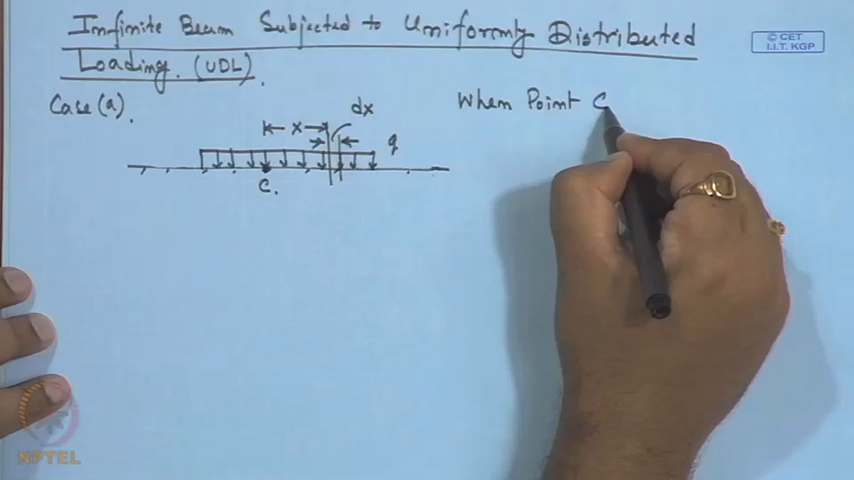 Infinite Beam Subjected to Uniformly Distributed
Loading. (UDL).
© CET
I.I.T. KGP
Case (a).
When Point C
dx
x
q
C.
NPTEL